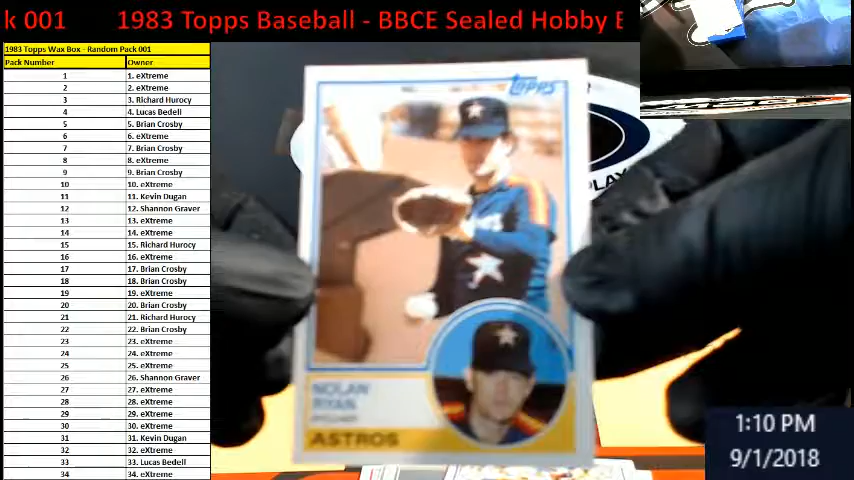 k 001 1983 Topps Baseball - BBCE Sealed Hobby B
1983 Topps Wax Box - Random Pack 001
Pack Number Owner
1 1. eXtreme
2 2. eXtreme
3 3. Richard Hurocy
4 4. Lucas Bedell
5 5. Brian Crosby
6 6. eXtreme
7 7. Brian Crosby
8 8. eXtreme
9 9. Brian Crosby
10 10. eXtreme
11 11. Kevin Dugan
12 12. Shannon Graver
13 13. eXtreme
14 14. eXtreme
15 15. Richard Hurocy
16 16. eXtreme
17 17. Brian Crosby
18 18. Brian Crosby
19 19. eXtreme
20 20. Brian Crosby
21 21. Richard Hurocy
22 22. Brian Crosby
23 23. eXtreme
24 24. eXtreme
25 25. eXtreme
26 26. Shannon Graver
27 27. eXtreme
28 28. eXtreme
29 29. eXtreme
30 30. eXtreme
31 31. Kevin Dugan
32 32. eXtreme
33 33. Lucas Bedell
34 34. eXtreme
Topps
NOLAN
RYAN
PITCHER
ASTROS
PLAY
1:10 PM
9/1/2018